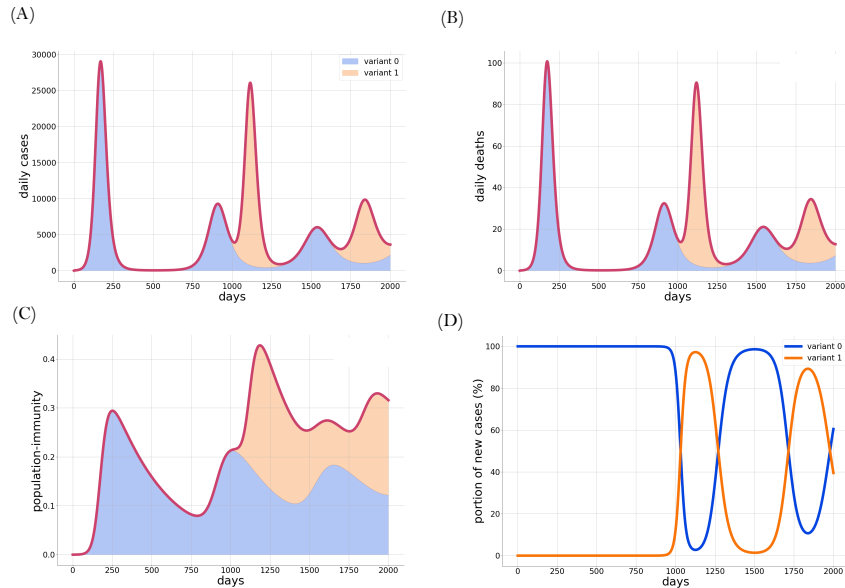 (A)
(B)
30000
25000
20000
15000
10000
5000
0
daily cases
variant 0
variant 1
0 250 500 750 1000 1250 1500 1750 2000
days
100
80
60
40
20
0
daily deaths
0 250 500 750 1000 1250 1500 1750 2000
days
(C)
(D)
0.4
0.3
0.2
0.1
0.0
population-immunity
0 250 500 750 1000 1250 1500 1750 2000
days
100
80
60
40
20
0
portion of new cases (%)
variant 0
variant 1
0 250 500 750 1000 1250 1500 1750 2000
days